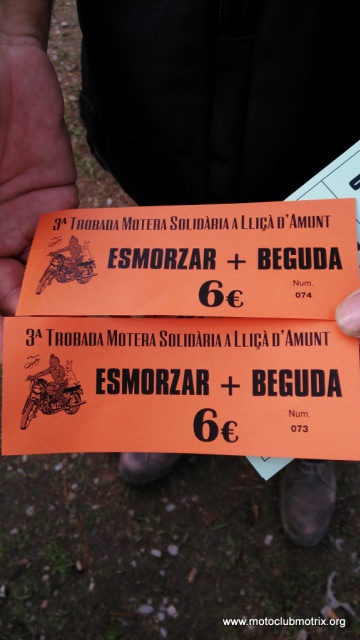 3ª TROBADA MOTERA SOLIDÀRIA A LLIÇÀ D'AMUNT
ESMORZAR + BEGUDA
6€
Num.
074
3ª TROBADA MOTERA SOLIDÀRIA A LLIÇÀ D'AMUNT
ESMORZAR + BEGUDA
6€
Num.
073
www.motoclubmotrix.org